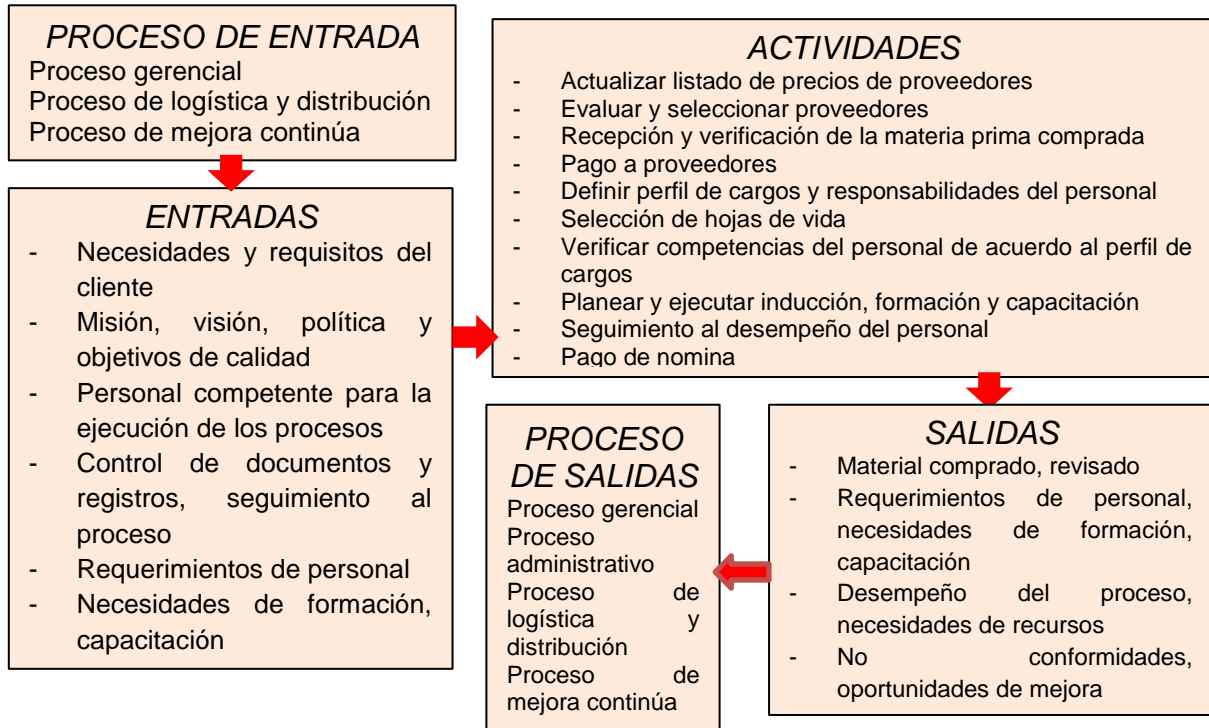 PROCESO DE ENTRADA
Proceso gerencial
Proceso de logística y distribución
Proceso de mejora continúa
ENTRADAS
- Necesidades y requisitos del
cliente
- Misión, visión, política y
objetivos de calidad
- Personal competente para la
ejecución de los procesos
- Control de documentos y
registros, seguimiento al
proceso
- Requerimientos de personal
- Necesidades de formación,
capacitación
ACTIVIDADES
- Actualizar listado de precios de proveedores
- Evaluar y seleccionar proveedores
- Recepción y verificación de la materia prima comprada
- Pago a proveedores
- Definir perfil de cargos y responsabilidades del personal
- Selección de hojas de vida
- Verificar competencias del personal de acuerdo al perfil de
cargos
- Planear y ejecutar inducción, formación y capacitación
- Seguimiento al desempeño del personal
- Pago de nomina
SALIDAS
- Material comprado, revisado
- Requerimientos de personal,
necesidades de formación,
capacitación
- Desempeño del proceso,
necesidades de recursos
- No conformidades,
oportunidades de mejora
PROCESO
DE SALIDAS
Proceso gerencial
Proceso
administrativo
Proceso de
logística y
distribución
Proceso de
mejora continúa